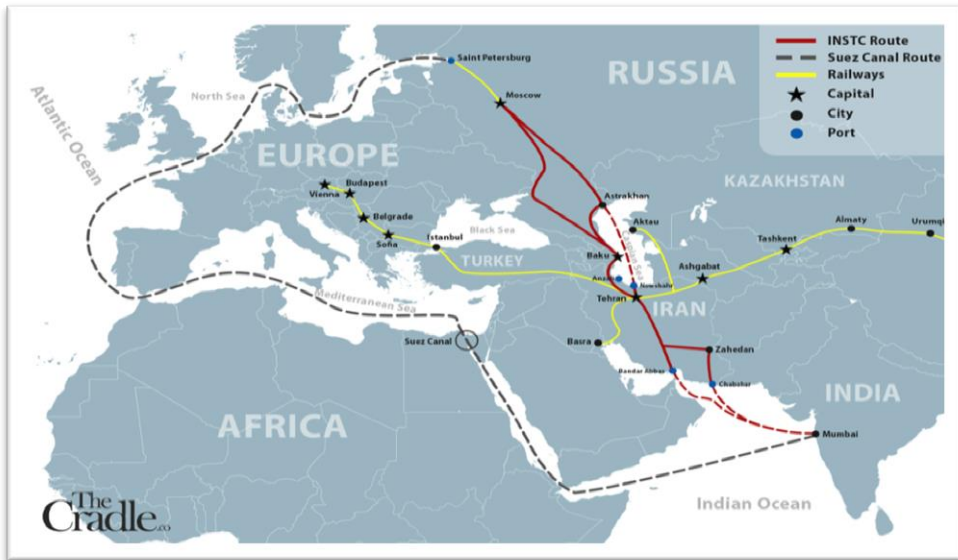 INSTC Route
Suez Canal Route
Railways
Capital
City
Port
Saint Petersburg
RUSSIA
North Sea
Moscow
Atlantic Ocean
EUROPE
KAZAKHSTAN
Budapest
Vienna
Astrakhan
Aktau
Almaty
Urumqi
Belgrade
Sofia
Istanbul
Black Sea
Caspian Sea
Tashkent
Baku
TURKEY
Ashgabat
Anzali
Nowshahr
Mediterranean Sea
Tehran
IRAN
Suez Canal
Basra
Zahedan
Bandar Abbas
Chabahar
INDIA
AFRICA
Mumbai
Indian Ocean
The
Cradle.co